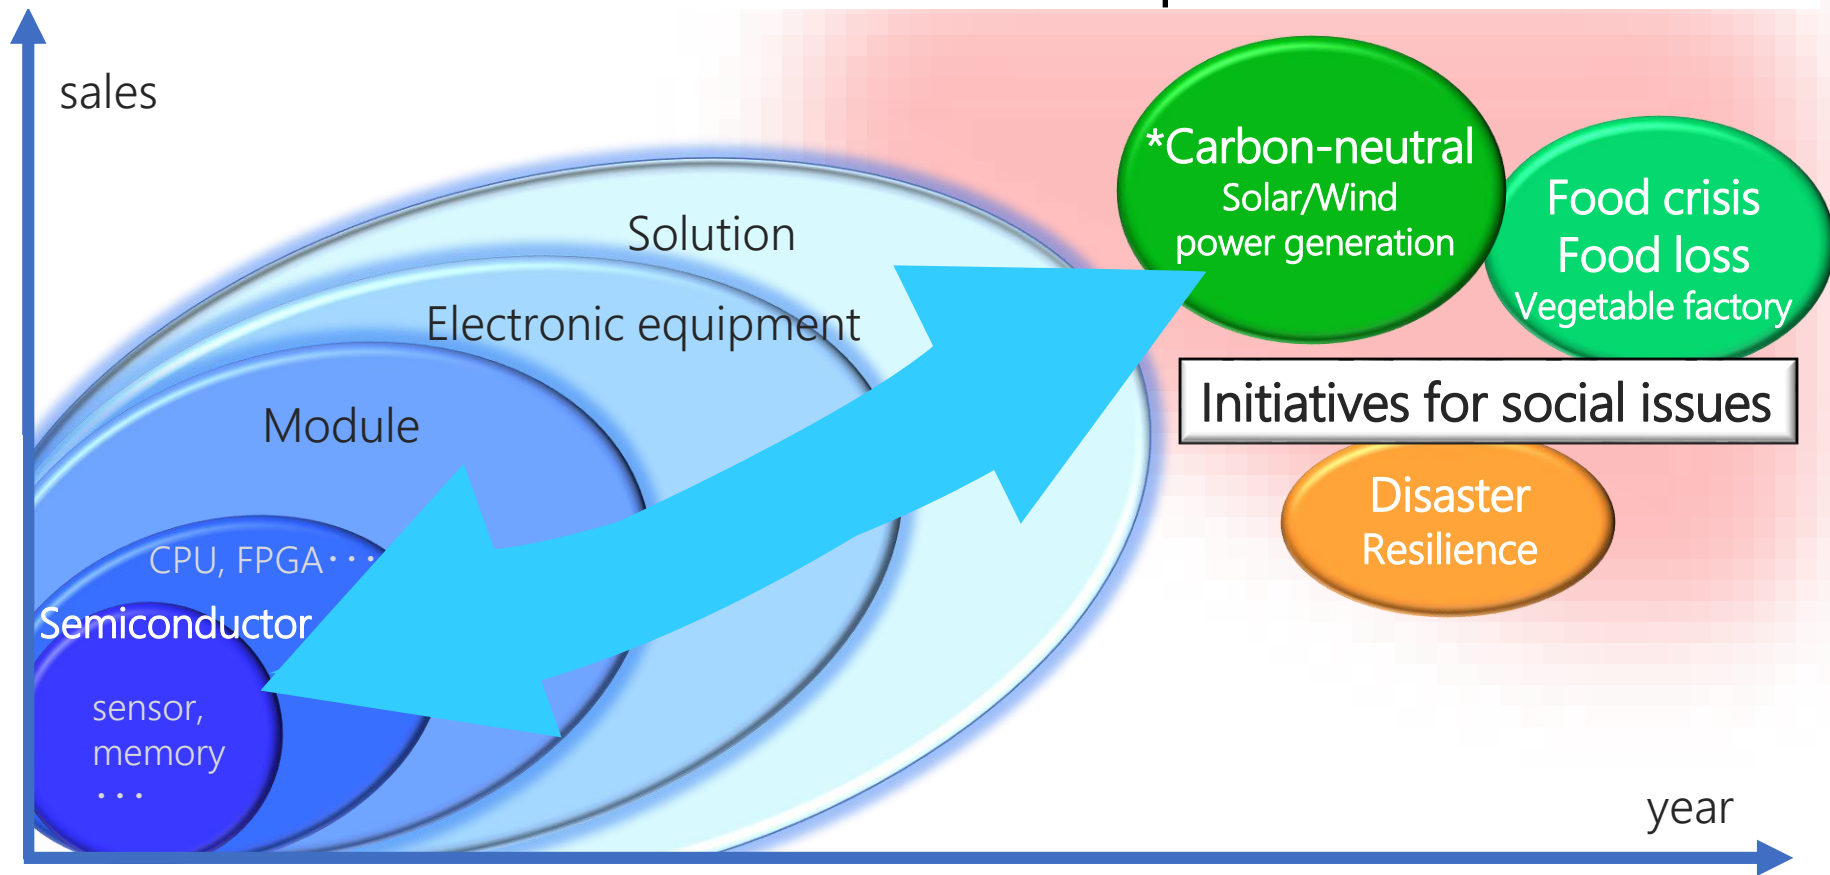 sales
*Carbon-neutral
Solar/Wind
power generation
Food crisis
Food loss
Vegetable factory
Solution
Electronic equipment
Module
Initiatives for social issues
Disaster
Resilience
CPU, FPGA・・・
Semiconductor
sensor,
memory
・・・
year